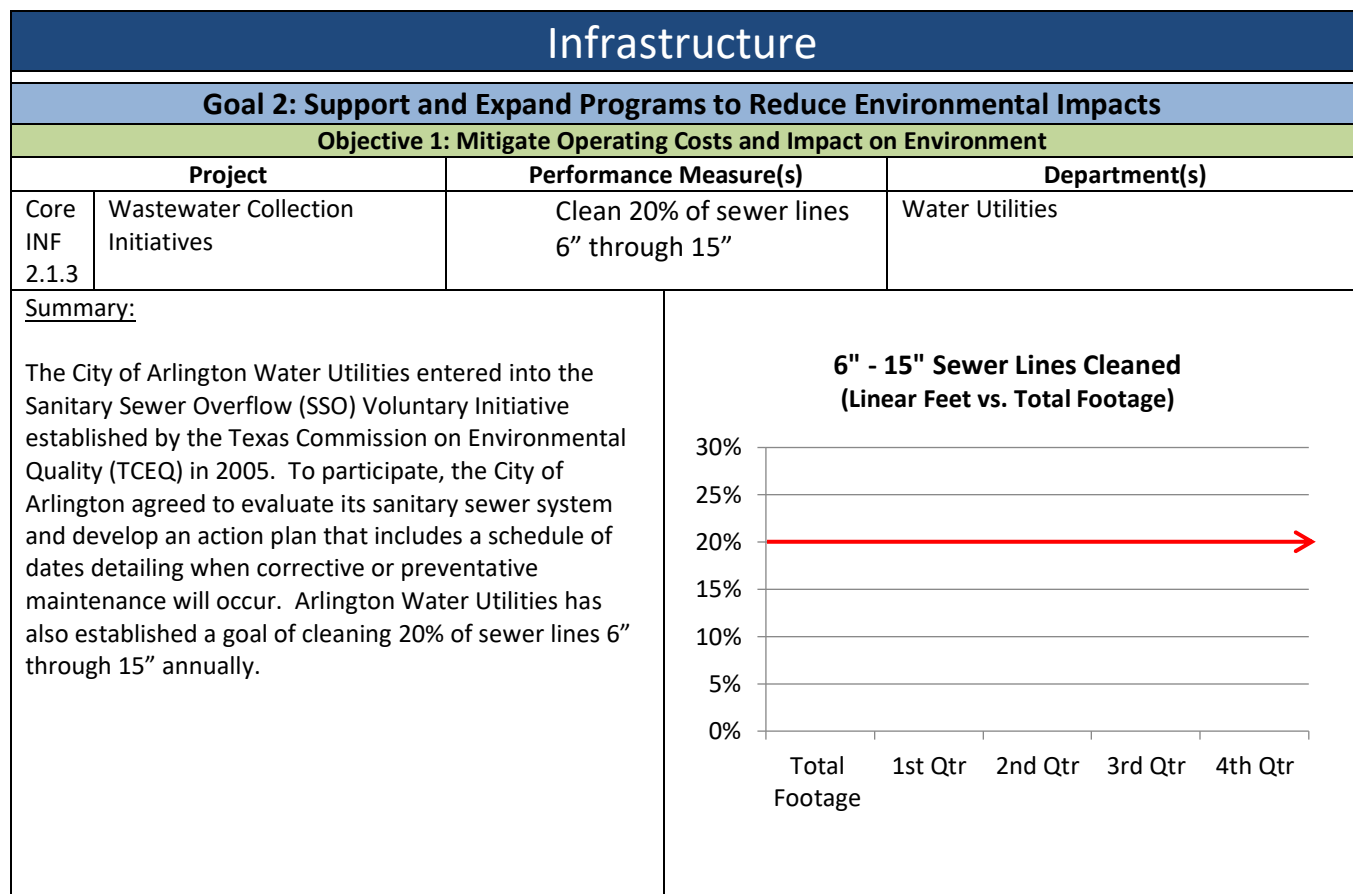 Infrastructure
Goal 2: Support and Expand Programs to Reduce Environmental Impacts
Objective 1: Mitigate Operating Costs and Impact on Environment
Project
Performance Measure(s)
Department(s)
Core
INF
2.1.3
Wastewater Collection
Initiatives
Clean 20% of sewer lines
6” through 15”
Water Utilities
Summary:
The City of Arlington Water Utilities entered into the
Sanitary Sewer Overflow (SSO) Voluntary Initiative
established by the Texas Commission on Environmental
Quality (TCEQ) in 2005.  To participate, the City of
Arlington agreed to evaluate its sanitary sewer system
and develop an action plan that includes a schedule of
dates detailing when corrective or preventative
maintenance will occur.  Arlington Water Utilities has
also established a goal of cleaning 20% of sewer lines 6”
through 15” annually.
6" - 15" Sewer Lines Cleaned
(Linear Feet vs. Total Footage)
30%
25%
20%
15%
10%
5%
0%
Total
Footage
1st Qtr
2nd Qtr
3rd Qtr
4th Qtr